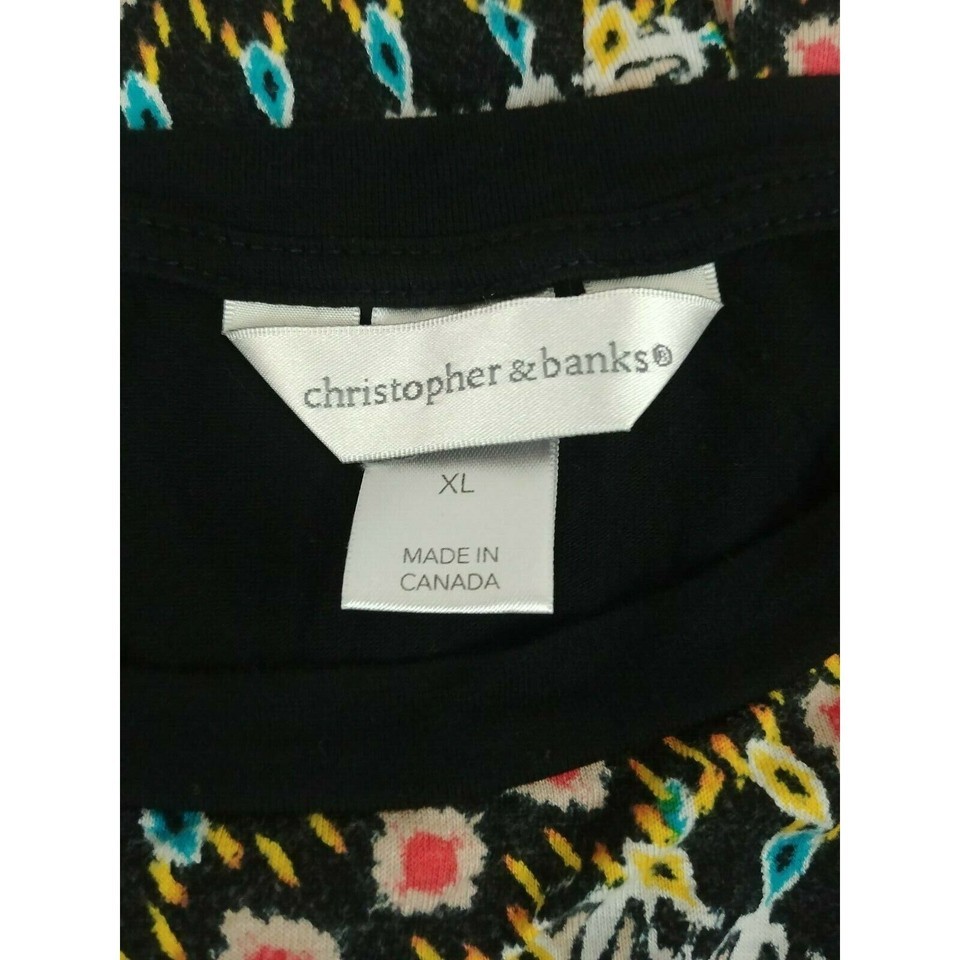 christopher & banks®
XL
MADE IN
CANADA